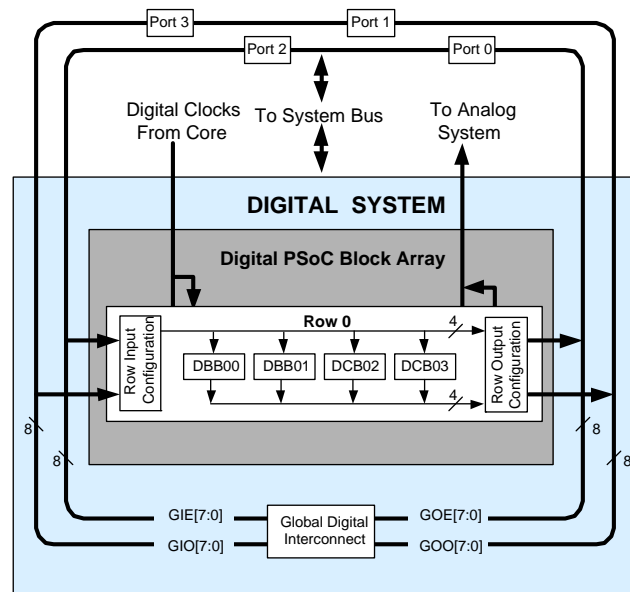 Port 3
Port 1
Port 2
Port 0
Digital Clocks
From Core
To System Bus
To Analog
System
DIGITAL SYSTEM
Digital PSoC Block Array
Row Input
Configuration
Row 0
4
DBB00
DBB01
DCB02
DCB03
4
Row Output
Configuration
8
8
8
8
GIE[7:0]
GIO[7:0]
Global Digital
Interconnect
GOE[7:0]
GOO[7:0]